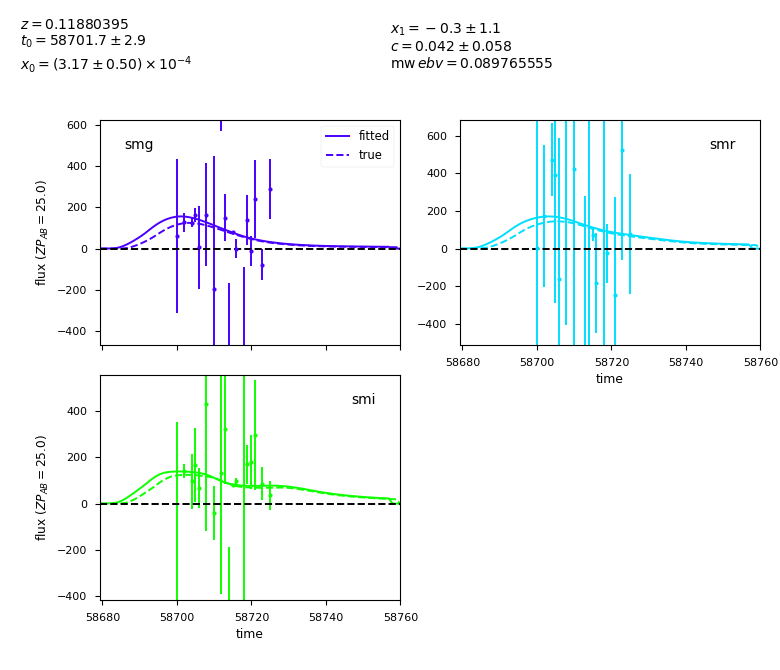 z = 0.11880395
t₀ = 58701.7 ± 2.9
x₀ = (3.17 ± 0.50) × 10⁻⁴
x₁ = −0.3 ± 1.1
c = 0.042 ± 0.058
mw ebv = 0.089765555
smg
fitted
true
600
400
200
0
−200
−400
flux (ZP_AB = 25.0)
smr
600
400
200
0
−200
−400
58680 58700 58720 58740 58760
time
smi
400
200
0
−200
−400
flux (ZP_AB = 25.0)
58680 58700 58720 58740 58760
time